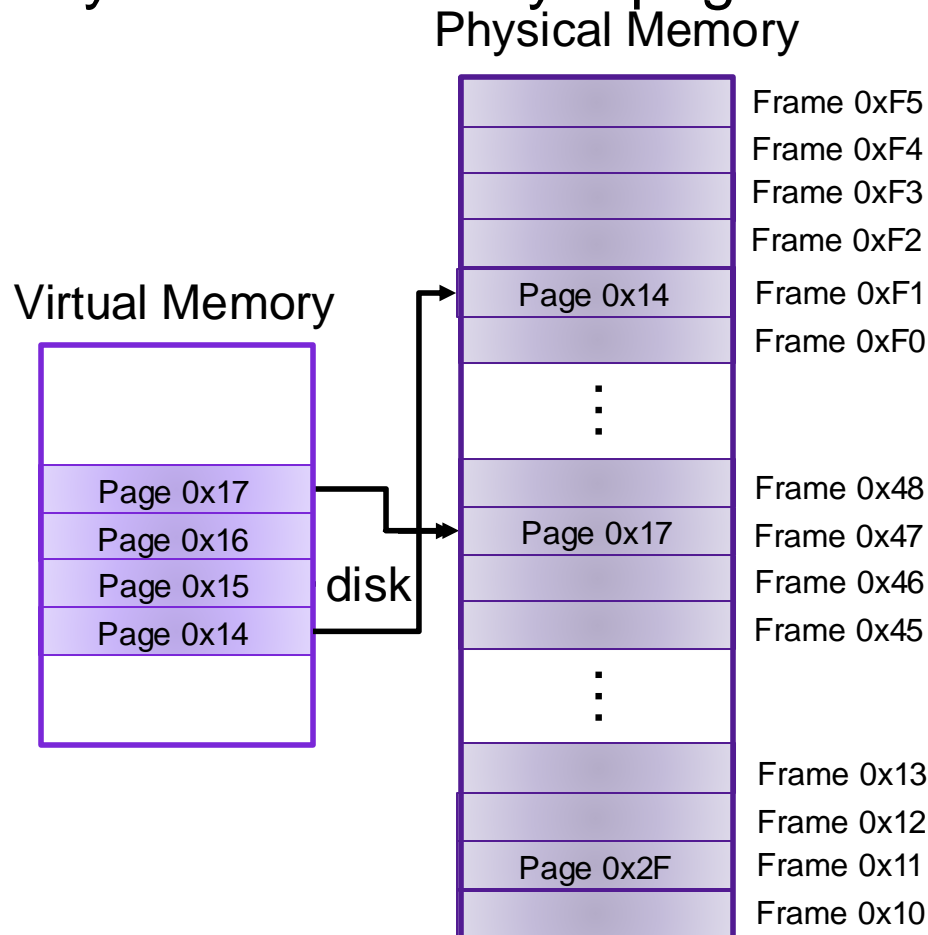 Physical Memory
Frame 0xF5
Frame 0xF4
Frame 0xF3
Frame 0xF2
Page 0x14 Frame 0xF1
Frame 0xF0
Virtual Memory
⋮
Page 0x17
Page 0x16
Page 0x15 disk
Page 0x14
Frame 0x48
Page 0x17 Frame 0x47
Frame 0x46
Frame 0x45
⋮
Frame 0x13
Frame 0x12
Page 0x2F Frame 0x11
Frame 0x10